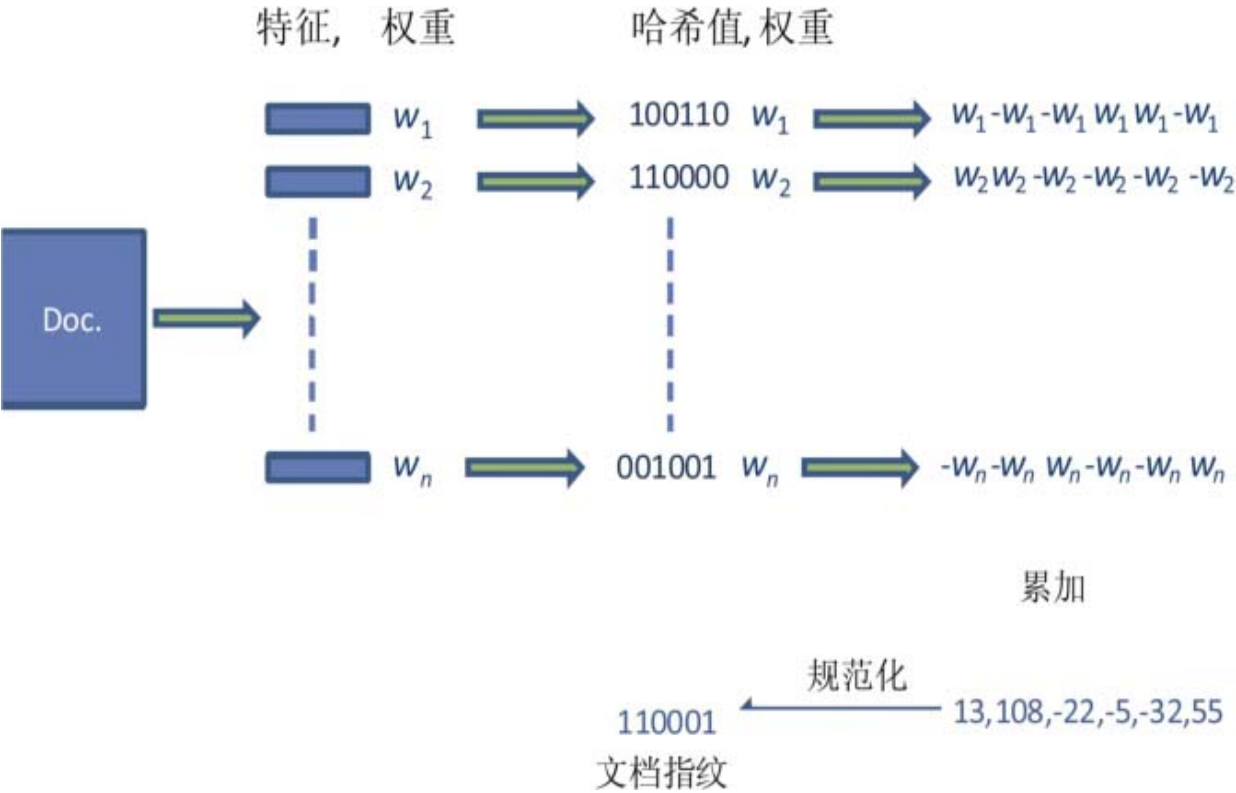 特征, 权重 哈希值, 权重
w1 100110 w1 w1 -w1 -w1 w1 w1 -w1
w2 110000 w2 w2 w2 -w2 -w2 -w2 -w2
Doc.
wn 001001 wn -wn -wn wn -wn -wn wn
累加
规范化
110001 13,108,-22,-5,-32,55
文档指纹